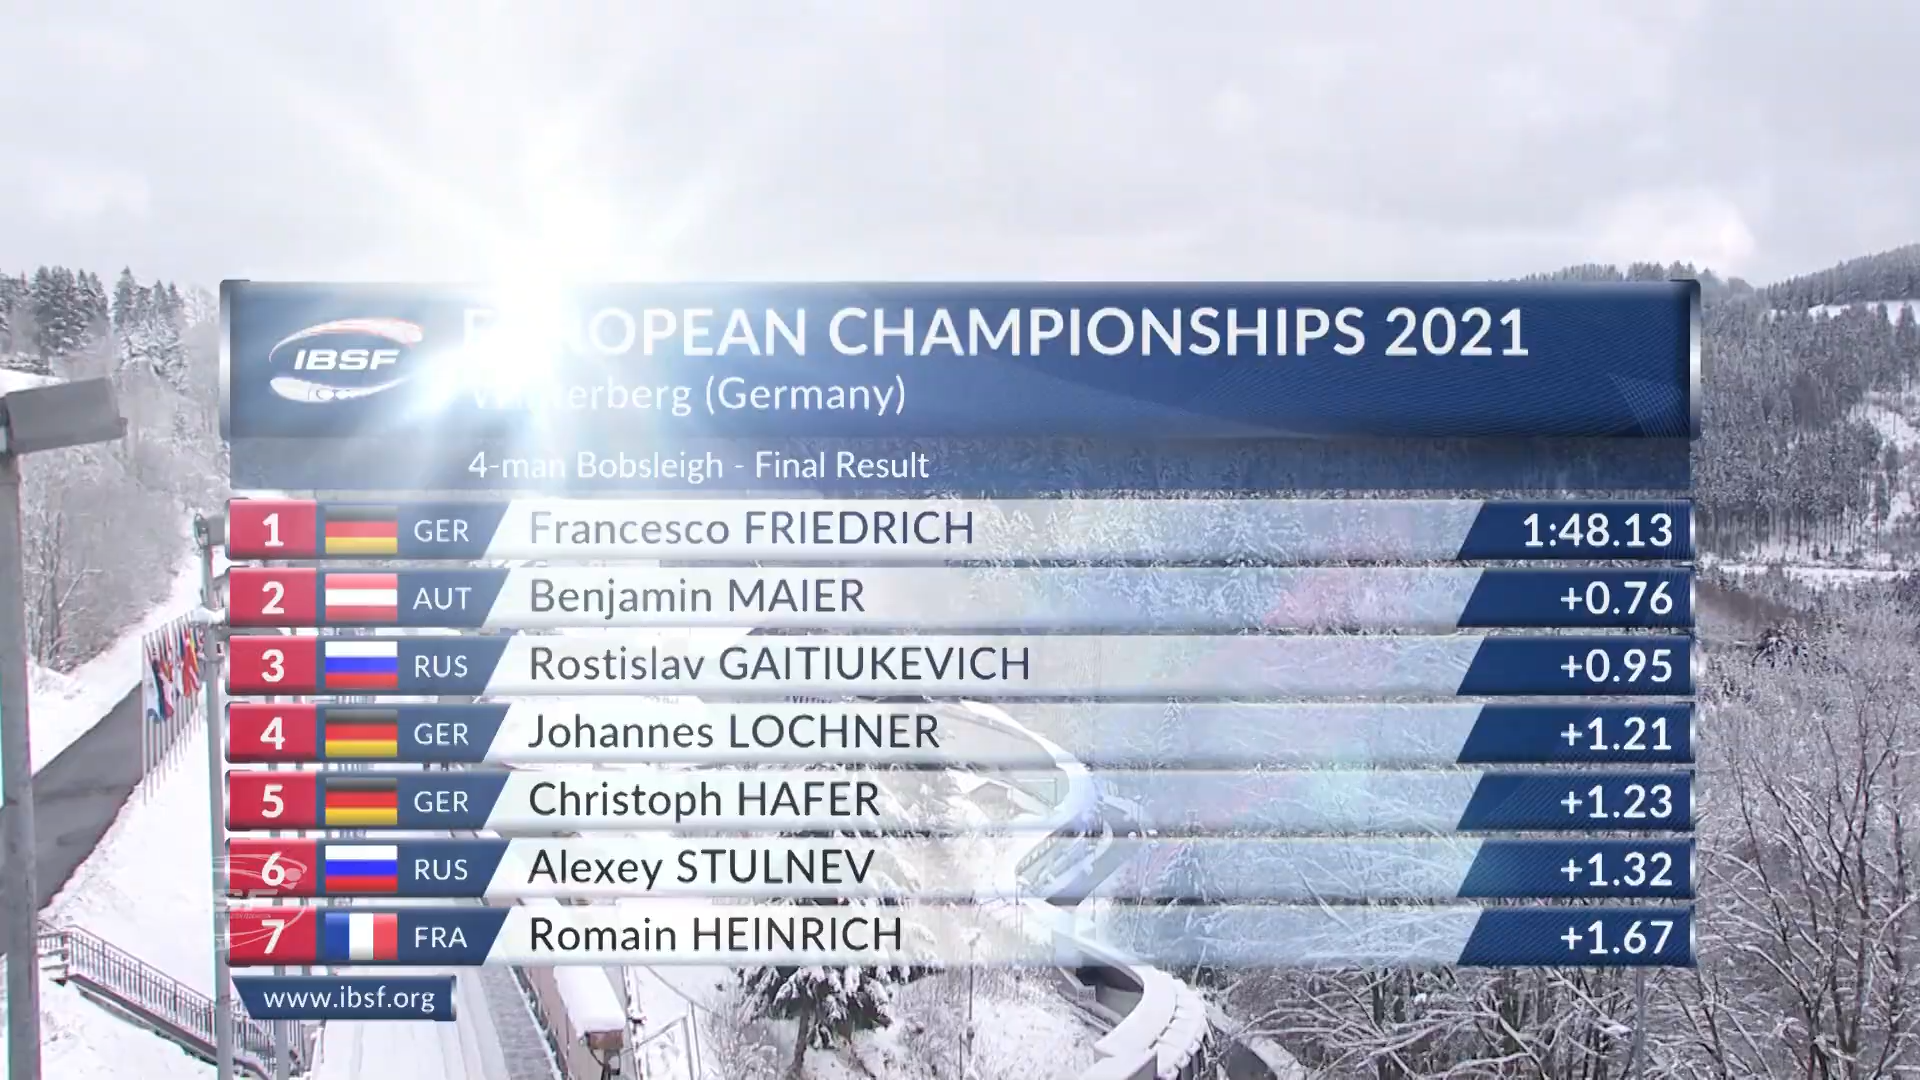 IBSF
EUROPEAN CHAMPIONSHIPS 2021
Winterberg (Germany)
4-man Bobsleigh - Final Result
1 GER Francesco FRIEDRICH 1:48.13
2 AUT Benjamin MAIER +0.76
3 RUS Rostislav GAITIUKEVICH +0.95
4 GER Johannes LOCHNER +1.21
5 GER Christoph HAFER +1.23
6 RUS Alexey STULNEV +1.32
7 FRA Romain HEINRICH +1.67
www.ibsf.org